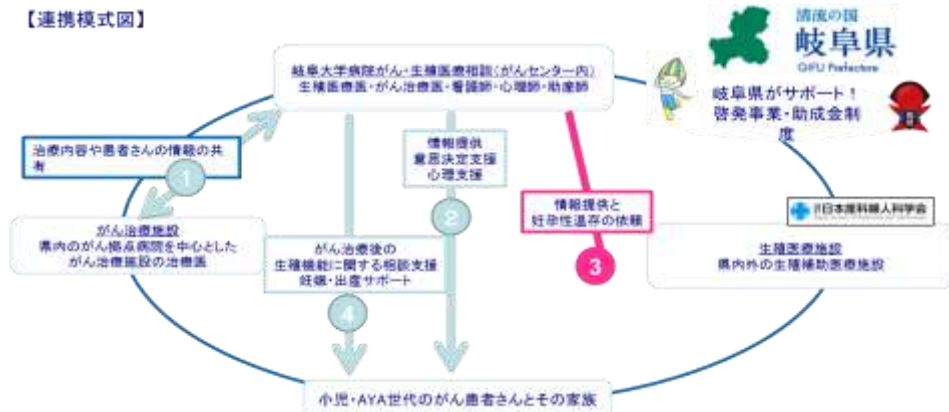 【連携模式図】
清流の国
岐阜県
GIFU Prefecture
岐阜県がサポート！
啓発事業・助成金制
度
岐阜大学病院がん・生殖医療相談（がんセンター内）
生殖医療医・がん治療医・看護師・心理師・助産師
治療内容や患者さんの情報の共
有
1
情報提供
意思決定支援
心理支援
2
情報提供と
妊孕性温存の依頼
3
日本産科婦人科学会
がん治療施設
県内のがん拠点病院を中心とした
がん治療施設の治療医
がん治療後の
生殖機能に関する相談支援
妊娠・出産サポート
4
生殖医療施設
県内外の生殖補助医療施設
小児・AYA世代のがん患者さんとその家族